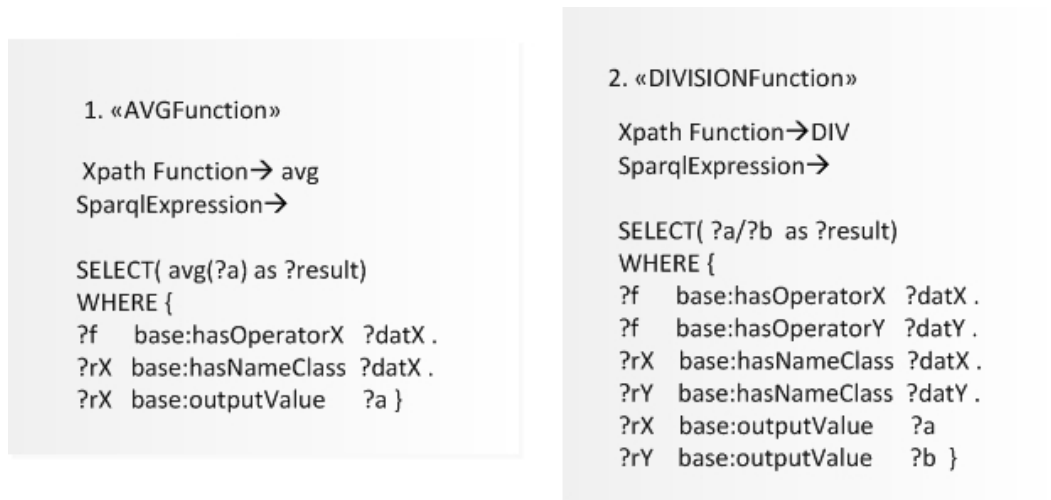 1. «AVGFunction»
Xpath Function→ avg
SparqlExpression→
SELECT( avg(?a) as ?result)
WHERE {
?f base:hasOperatorX ?datX .
?rX base:hasNameClass ?datX .
?rX base:outputValue ?a }
2. «DIVISIONFunction»
Xpath Function→DIV
SparqlExpression→
SELECT( ?a/?b as ?result)
WHERE {
?f base:hasOperatorX ?datX .
?f base:hasOperatorY ?datY .
?rX base:hasNameClass ?datX .
?rY base:hasNameClass ?datY .
?rX base:outputValue ?a
?rY base:outputValue ?b }